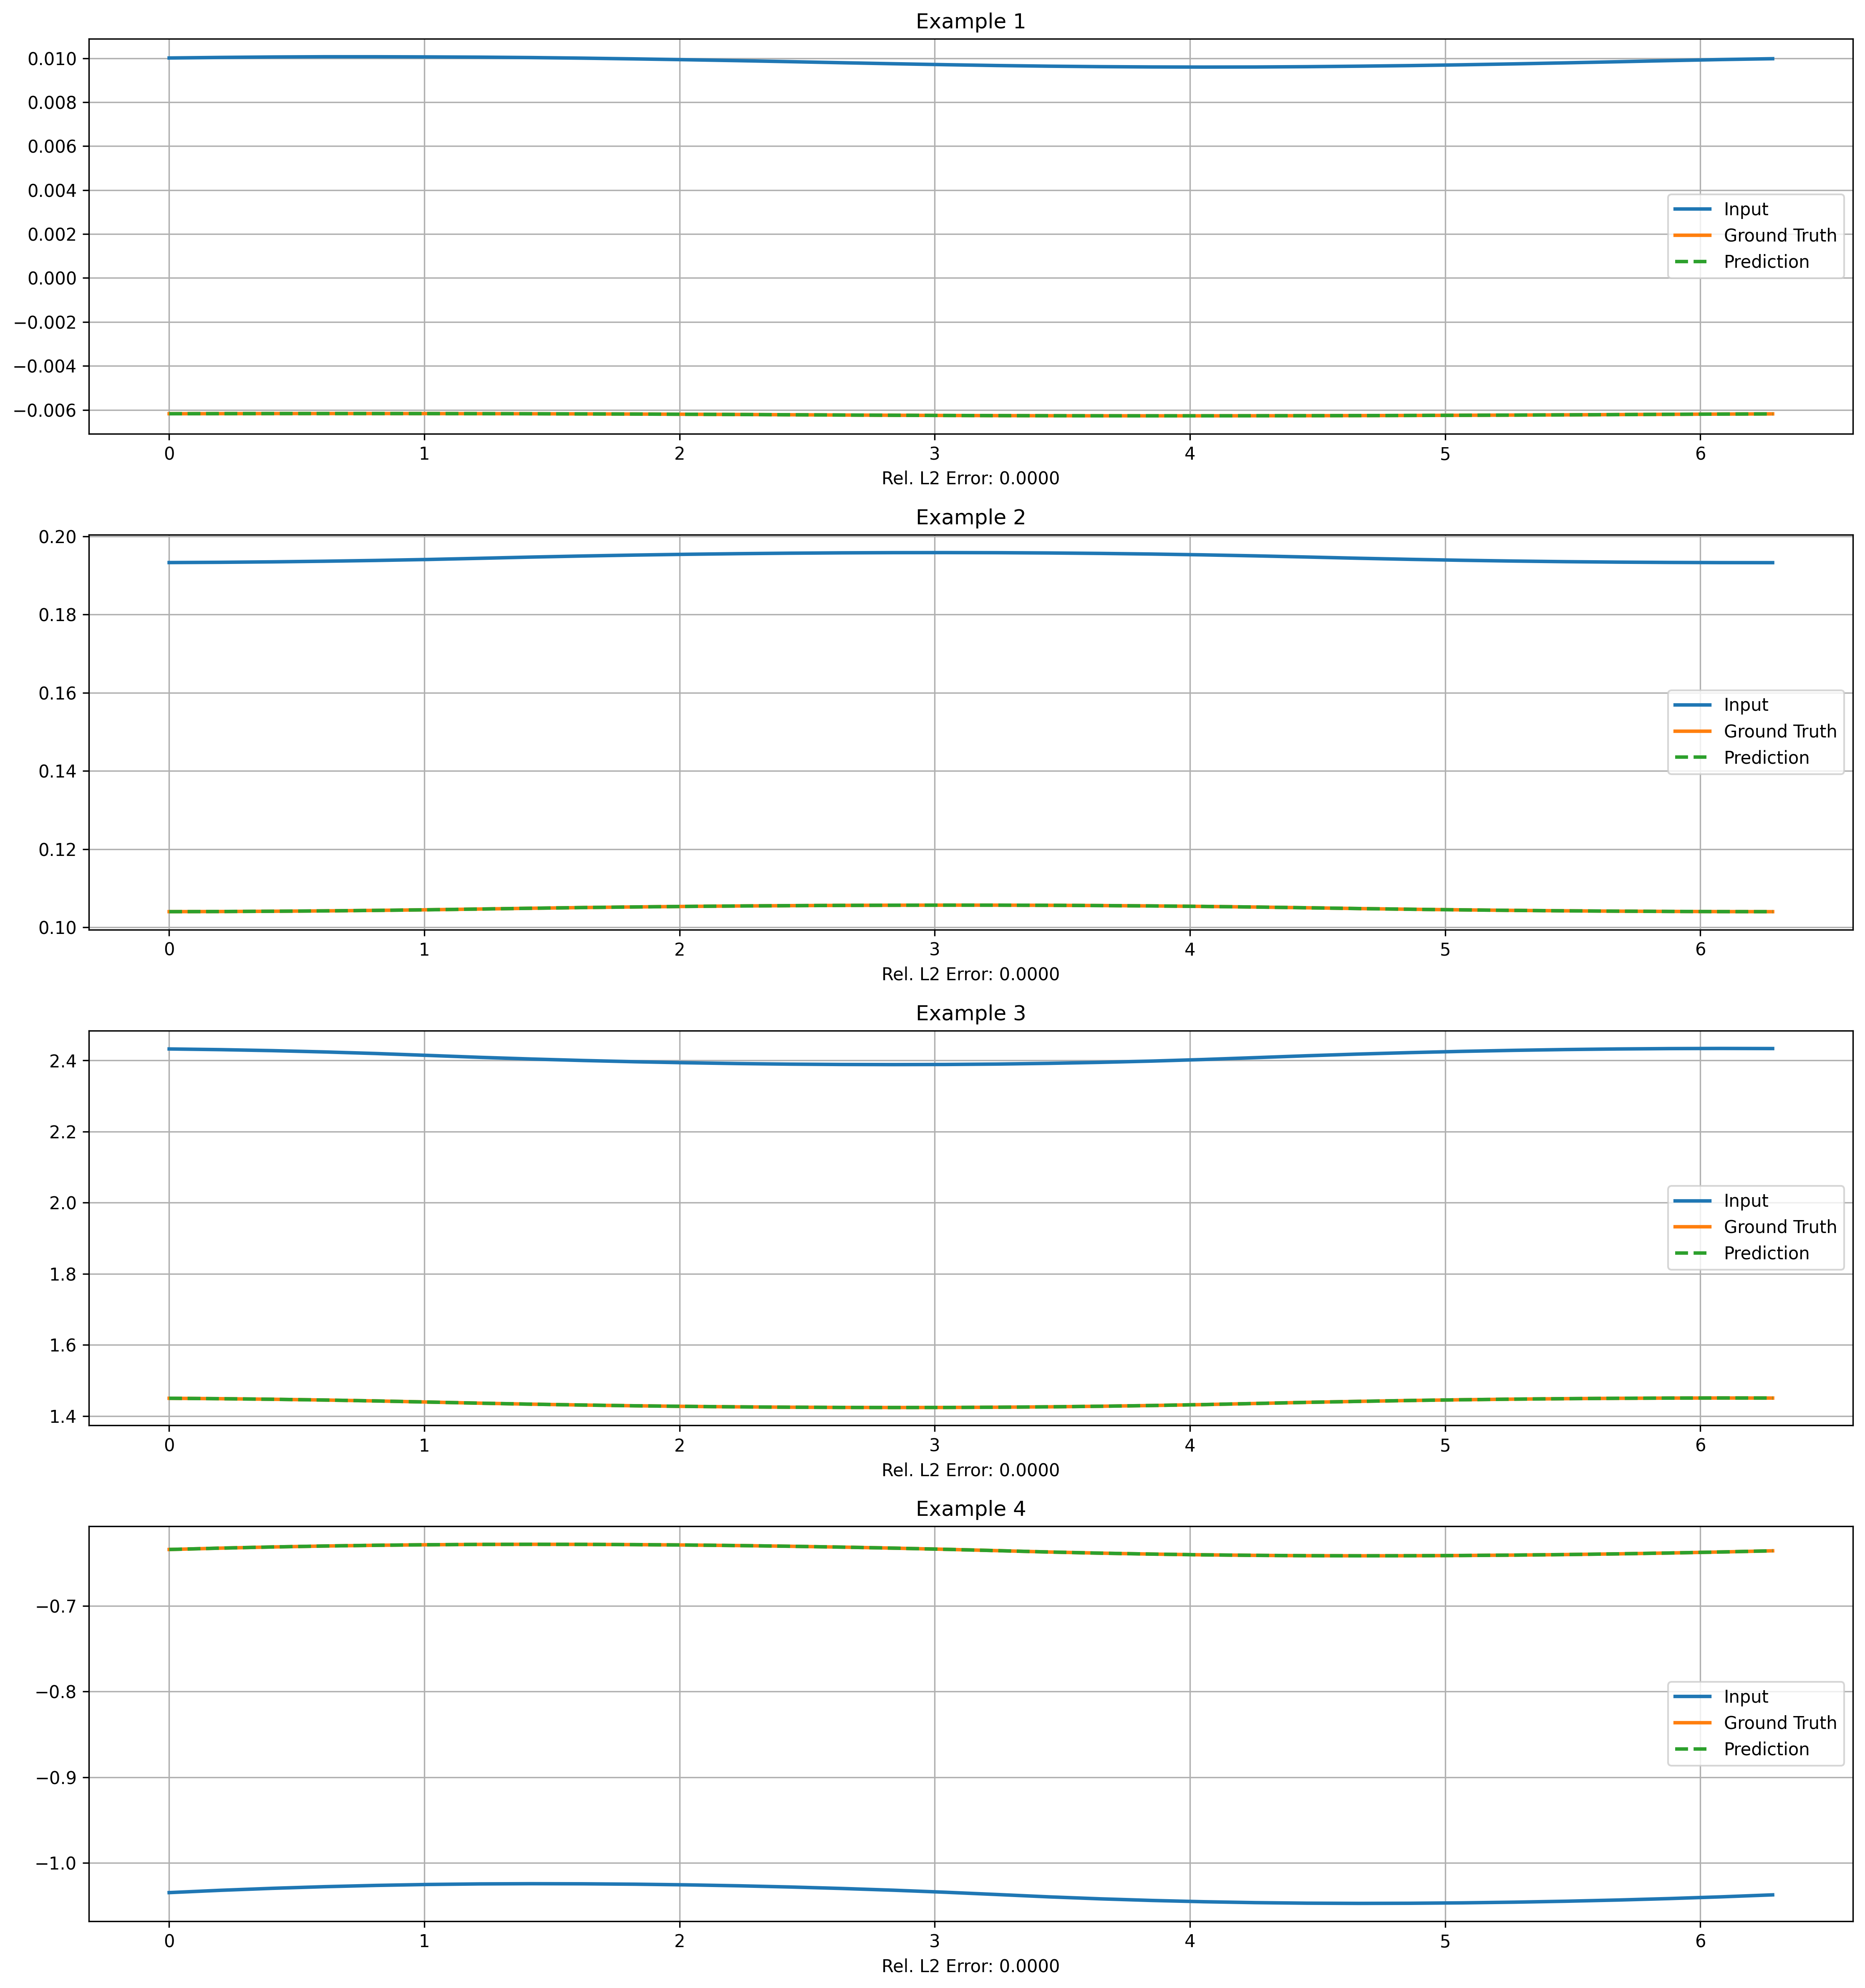 Example 1
0.010
0.008
0.006
0.004
0.002
0.000
−0.002
−0.004
−0.006
Input
Ground Truth
Prediction
0 1 2 3 4 5 6
Rel. L2 Error: 0.0000
Example 2
0.20
0.18
0.16
0.14
0.12
0.10
Input
Ground Truth
Prediction
0 1 2 3 4 5 6
Rel. L2 Error: 0.0000
Example 3
2.4
2.2
2.0
1.8
1.6
1.4
Input
Ground Truth
Prediction
0 1 2 3 4 5 6
Rel. L2 Error: 0.0000
Example 4
−0.7
−0.8
−0.9
−1.0
Input
Ground Truth
Prediction
0 1 2 3 4 5 6
Rel. L2 Error: 0.0000